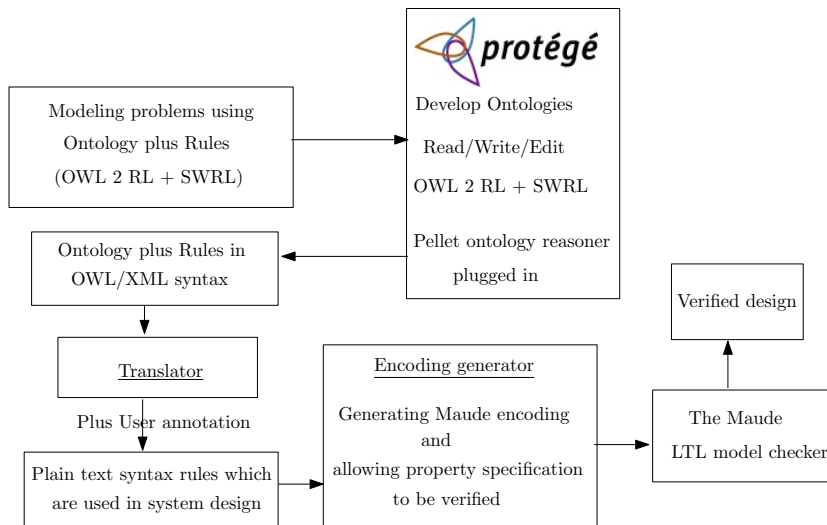 Modeling problems using
Ontology plus Rules
(OWL 2 RL + SWRL)
protégé
Develop Ontologies
Read/Write/Edit
OWL 2 RL + SWRL
Pellet ontology reasoner
plugged in
Ontology plus Rules in
OWL/XML syntax
Translator
Plus User annotation
Plain text syntax rules which
are used in system design
Encoding generator
Generating Maude encoding
and
allowing property specification
to be verified
The Maude
LTL model checker
Verified design